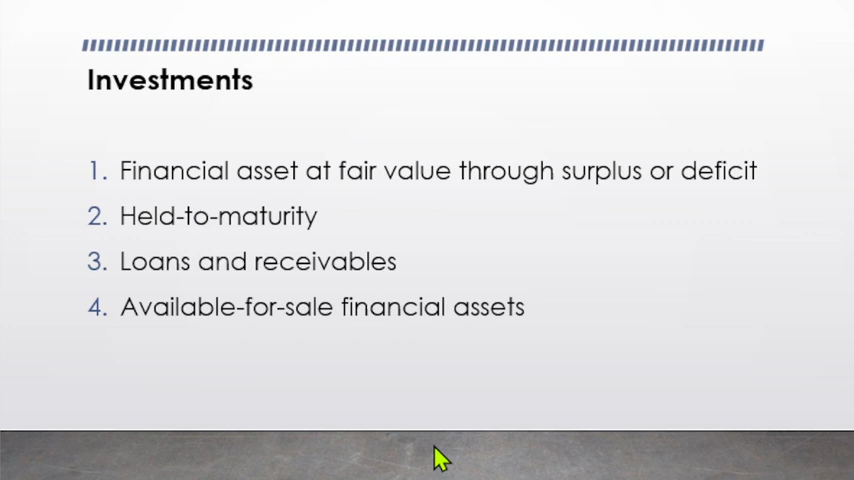 Investments
1. Financial asset at fair value through surplus or deficit
2. Held-to-maturity
3. Loans and receivables
4. Available-for-sale financial assets